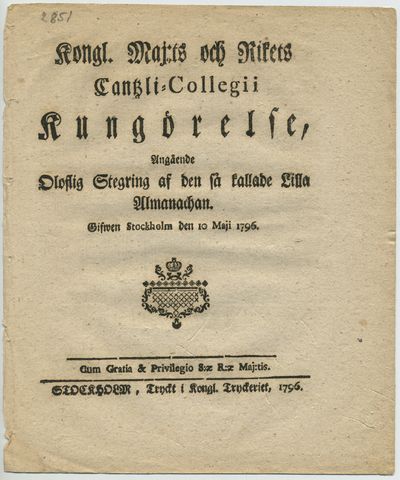 2851
Kongl. Maj:ts och Rikets
Cantzli-Collegii
Kungörelse,
Angående
Oloflig Stegring af den så kallade Lilla
Almanachan.
Gifwen Stockholm den 10 Maji 1796.
Cum Gratia & Privilegio S:æ R:æ Maj:tis.
STOCKHOLM, Tryckt i Kongl. Tryckeriet, 1796.